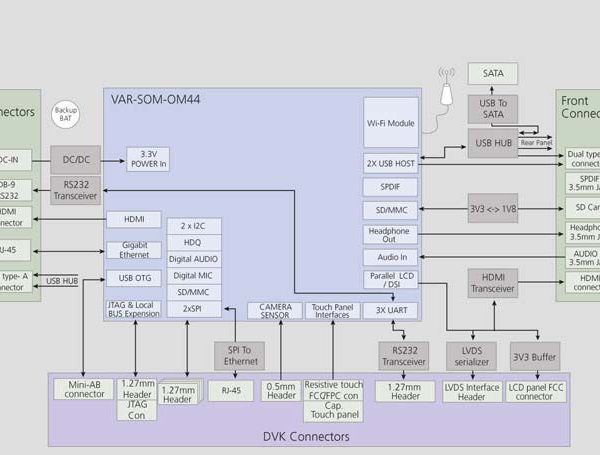 SATA
VAR-SOM-OM44
Front
nectors
Backup
BAT
Wi-Fi Module
USB To
SATA
USB HUB
Rear Panel
DC-IN
DC/DC
3.3V
POWER In
2X USB HOST
Dual type
connect
DB-9
RS232
RS232
Transceiver
SPDIF
SPDIF
3.5mm J
HDMI
nector
HDMI
SD/MMC
3V3 <-> 1V8
SD Car
2 x I2C
HDQ
Digital AUDIO
Digital MIC
SD/MMC
2xSPI
Headphone
Out
Headph
3.5mm J
RJ-45
Gigabit
Ethernet
Audio In
AUDIO
3.5mm J
type- A
nnector
USB HUB
USB OTG
Parallel LCD
/ DSI
HDMI
Transceiver
HDMI
connec
JTAG & Local
BUS Expension
CAMERA
SENSOR
Touch Panel
Interfaces
3X UART
SPI To
Ethernet
RS232
Transceiver
LVDS
serializer
3V3 Buffer
Mini-AB
connector
1.27mm
Header
JTAG
Con
1.27mm
Header
RJ-45
0.5mm
Header
Resistive touch
FCC/FPC con
Cap.
Touch panel
1.27mm
Header
LVDS Interface
Header
LCD panel FCC
connector
DVK Connectors